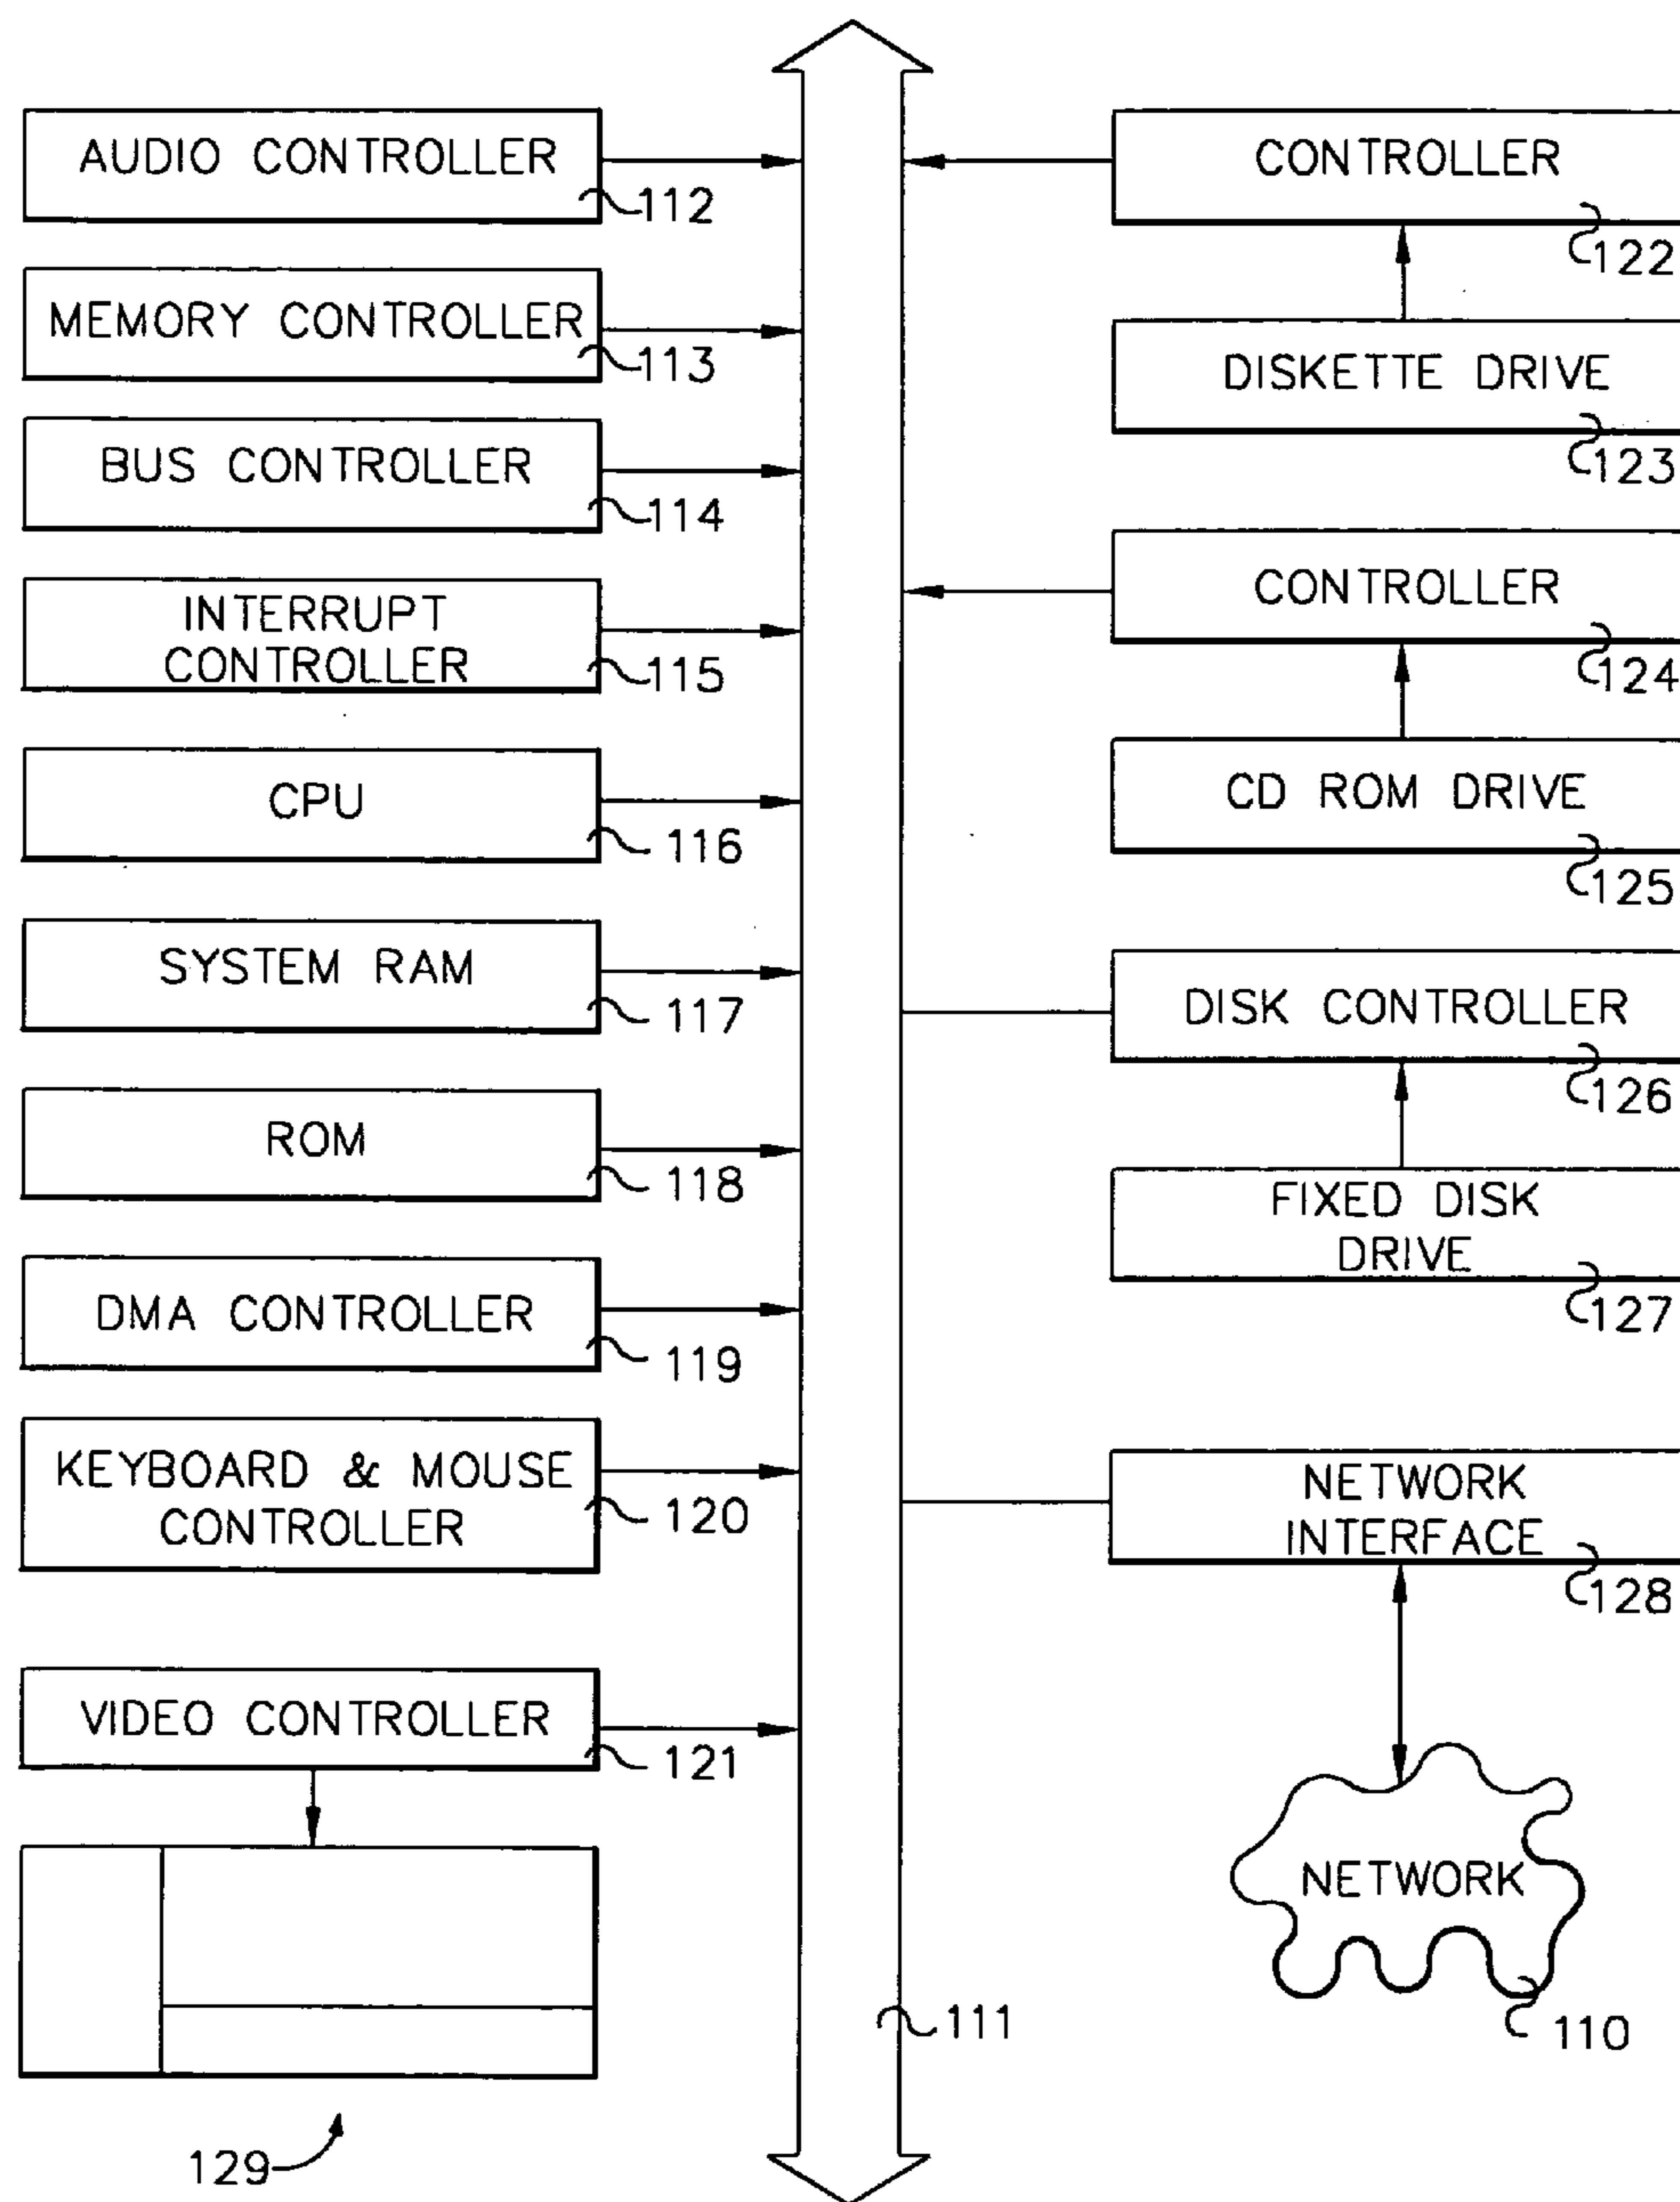 AUDIO CONTROLLER
112
MEMORY CONTROLLER
113
BUS CONTROLLER
114
INTERRUPT
CONTROLLER
115
CPU
116
SYSTEM RAM
117
ROM
118
DMA CONTROLLER
119
KEYBOARD & MOUSE
CONTROLLER
120
VIDEO CONTROLLER
121
129
111
CONTROLLER
122
DISKETTE DRIVE
123
CONTROLLER
124
CD ROM DRIVE
125
DISK CONTROLLER
126
FIXED DISK
DRIVE
127
NETWORK
INTERFACE
128
NETWORK
110